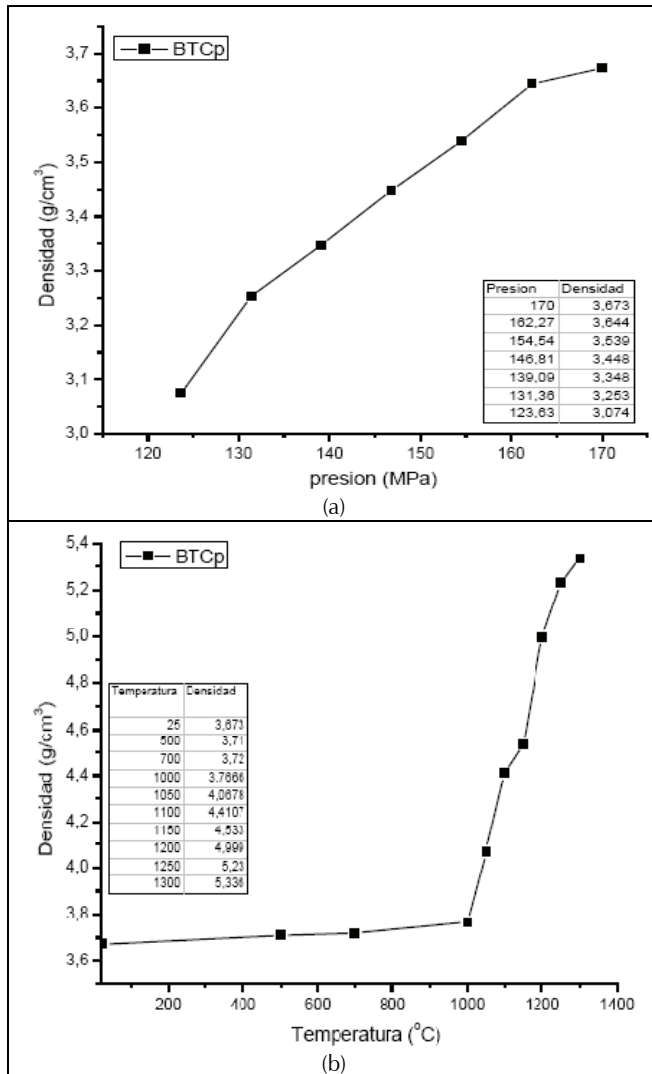 BTCp
3,7
3,6
3,5
3,4
3,3
3,2
3,1
3,0
Densidad (g/cm³)
Presion Densidad
170 3,673
162,27 3,644
154,54 3,539
146,81 3,448
139,09 3,348
131,36 3,253
123,63 3,074
120 130 140 150 160 170
presion (MPa)
(a)
BTCp
5,4
5,2
5,0
4,8
4,6
4,4
4,2
4,0
3,8
3,6
Densidad (g/cm³)
Temperatura Densidad
25 3,673
500 3,71
700 3,72
1000 3,7666
1050 4,0678
1100 4,4107
1150 4,533
1200 4,999
1250 5,23
1300 5,336
200 400 600 800 1000 1200 1400
Temperatura (°C)
(b)